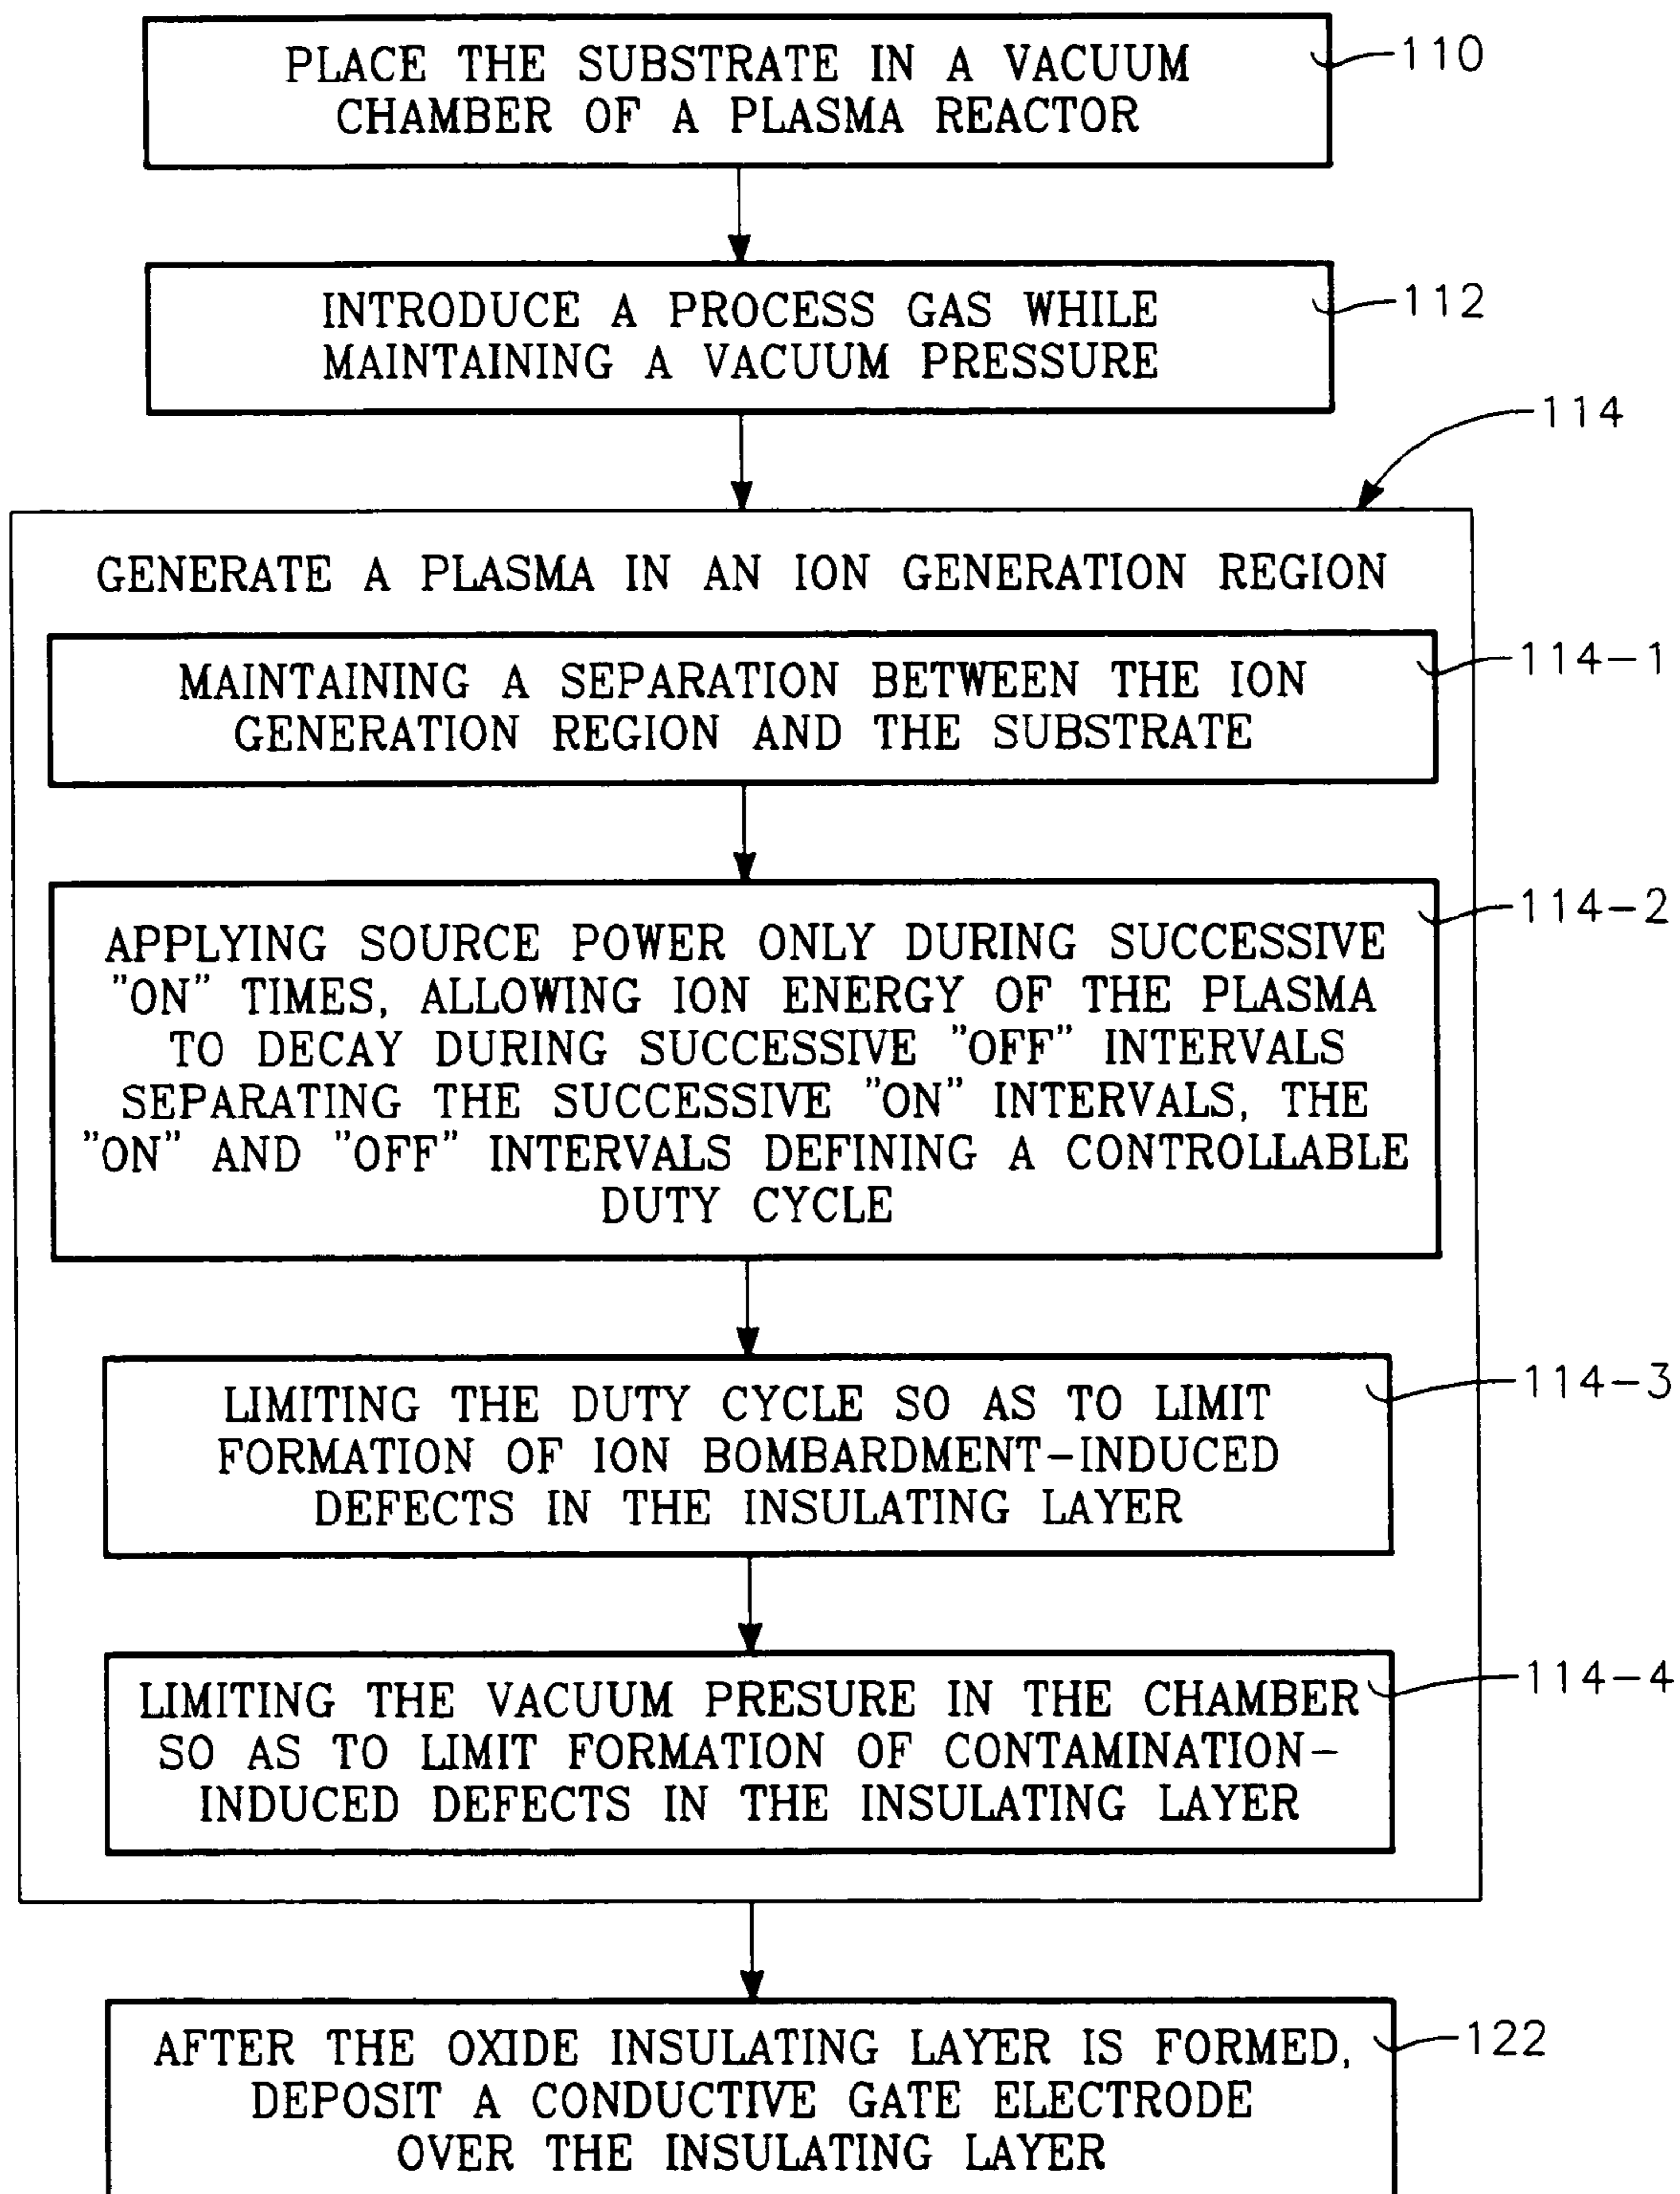 PLACE THE SUBSTRATE IN A VACUUM
CHAMBER OF A PLASMA REACTOR
110
INTRODUCE A PROCESS GAS WHILE
MAINTAINING A VACUUM PRESSURE
112
114
GENERATE A PLASMA IN AN ION GENERATION REGION
MAINTAINING A SEPARATION BETWEEN THE ION
GENERATION REGION AND THE SUBSTRATE
114-1
APPLYING SOURCE POWER ONLY DURING SUCCESSIVE
"ON" TIMES, ALLOWING ION ENERGY OF THE PLASMA
TO DECAY DURING SUCCESSIVE "OFF" INTERVALS
SEPARATING THE SUCCESSIVE "ON" INTERVALS, THE
"ON" AND "OFF" INTERVALS DEFINING A CONTROLLABLE
DUTY CYCLE
114-2
LIMITING THE DUTY CYCLE SO AS TO LIMIT
FORMATION OF ION BOMBARDMENT-INDUCED
DEFECTS IN THE INSULATING LAYER
114-3
LIMITING THE VACUUM PRESURE IN THE CHAMBER
SO AS TO LIMIT FORMATION OF CONTAMINATION-
INDUCED DEFECTS IN THE INSULATING LAYER
114-4
AFTER THE OXIDE INSULATING LAYER IS FORMED,
DEPOSIT A CONDUCTIVE GATE ELECTRODE
OVER THE INSULATING LAYER
122